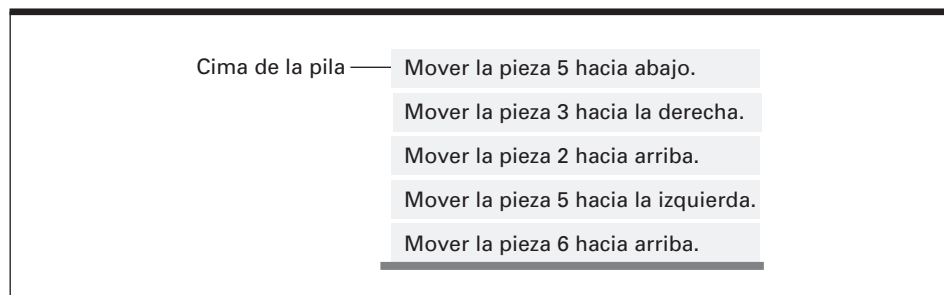 Cima de la pila
Mover la pieza 5 hacia abajo.
Mover la pieza 3 hacia la derecha.
Mover la pieza 2 hacia arriba.
Mover la pieza 5 hacia la izquierda.
Mover la pieza 6 hacia arriba.